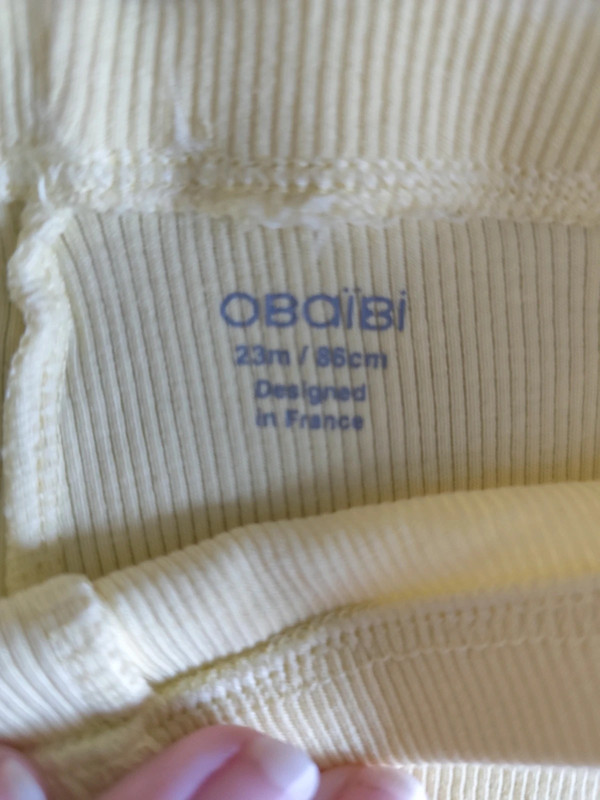 OBaïBi
23m / 86cm
Designed
in France